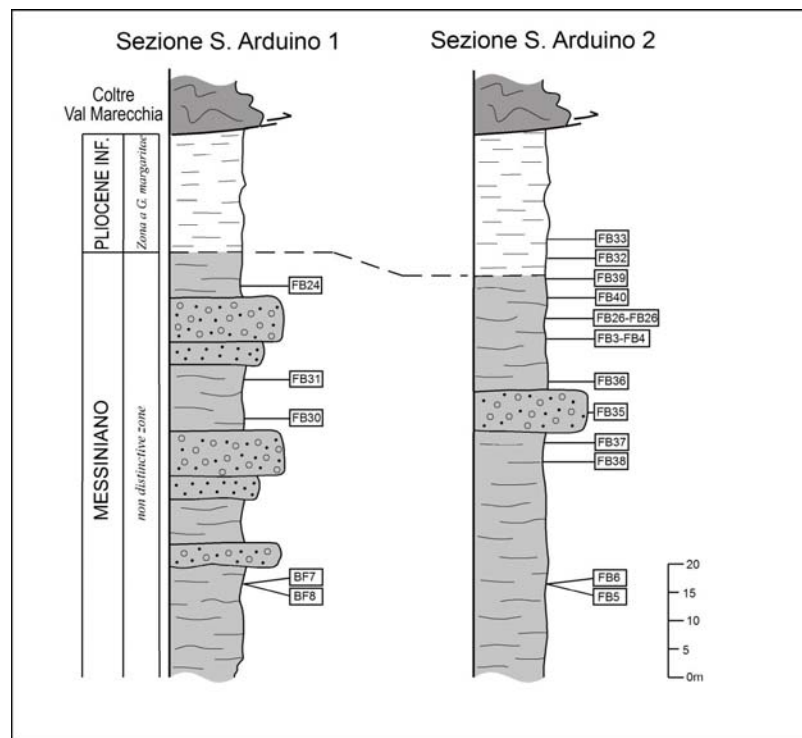 Sezione S. Arduino 1
Sezione S. Arduino 2
Coltre
Val Marecchia
PLIOCENE INF.
Zona a G. margaritae
MESSINIANO
non distinctive zone
FB24
FB31
FB30
BF7
BF8
FB33
FB32
FB39
FB40
FB26-FB26
FB3-FB4
FB36
FB35
FB37
FB38
FB6
FB5
20
15
10
5
0m